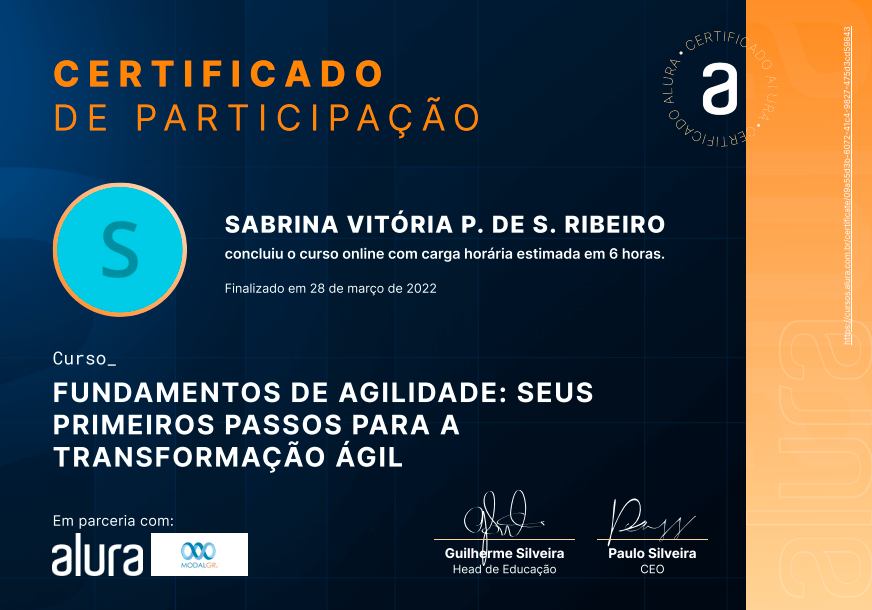 CERTIFICADO
DE PARTICIPAÇÃO
CERTIFICADO ALURA • CERTIFICADO ALURA •
a
S
SABRINA VITÓRIA P. DE S. RIBEIRO
concluiu o curso online com carga horária estimada em 6 horas.
Finalizado em 28 de março de 2022
Curso_
FUNDAMENTOS DE AGILIDADE: SEUS
PRIMEIROS PASSOS PARA A
TRANSFORMAÇÃO ÁGIL
Em parceria com:
alura
MODALGR.
Guilherme Silveira
Head de Educação
Paulo Silveira
CEO
alura